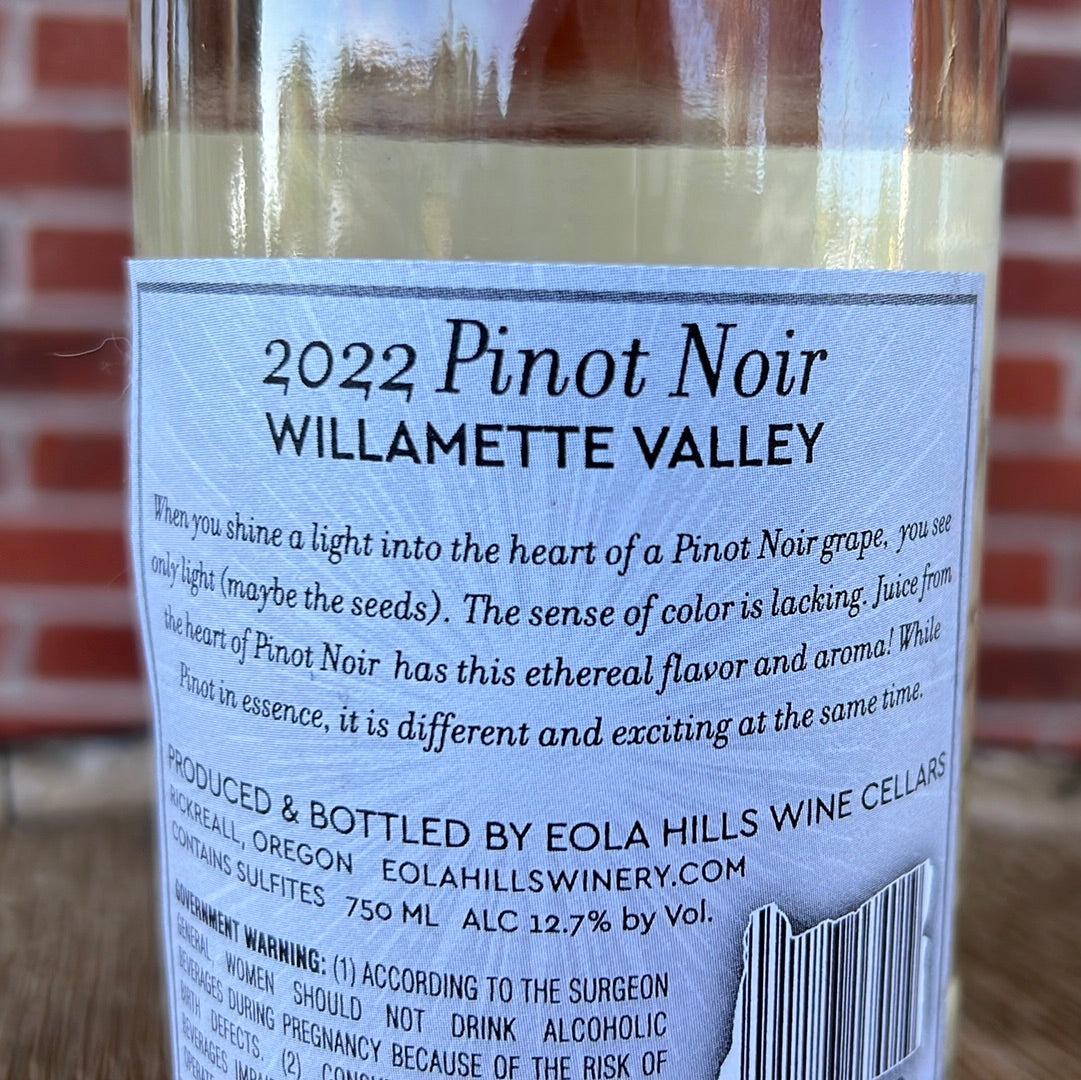 2022 Pinot Noir
WILLAMETTE VALLEY
When you shine a light into the heart of a Pinot Noir grape, you see
only light (maybe the seeds). The sense of color is lacking. Juice from
the heart of Pinot Noir has this ethereal flavor and aroma! While
Pinot in essence, it is different and exciting at the same time.
PRODUCED & BOTTLED BY EOLA HILLS WINE CELLARS
RICKREALL, OREGON EOLAHILLSWINERY.COM
CONTAINS SULFITES 750 ML ALC 12.7% by Vol.
GOVERNMENT WARNING: (1) ACCORDING TO THE SURGEON
GENERAL, WOMEN SHOULD NOT DRINK ALCOHOLIC
BEVERAGES DURING PREGNANCY BECAUSE OF THE RISK OF
BIRTH DEFECTS. (2)
BEVERAGES